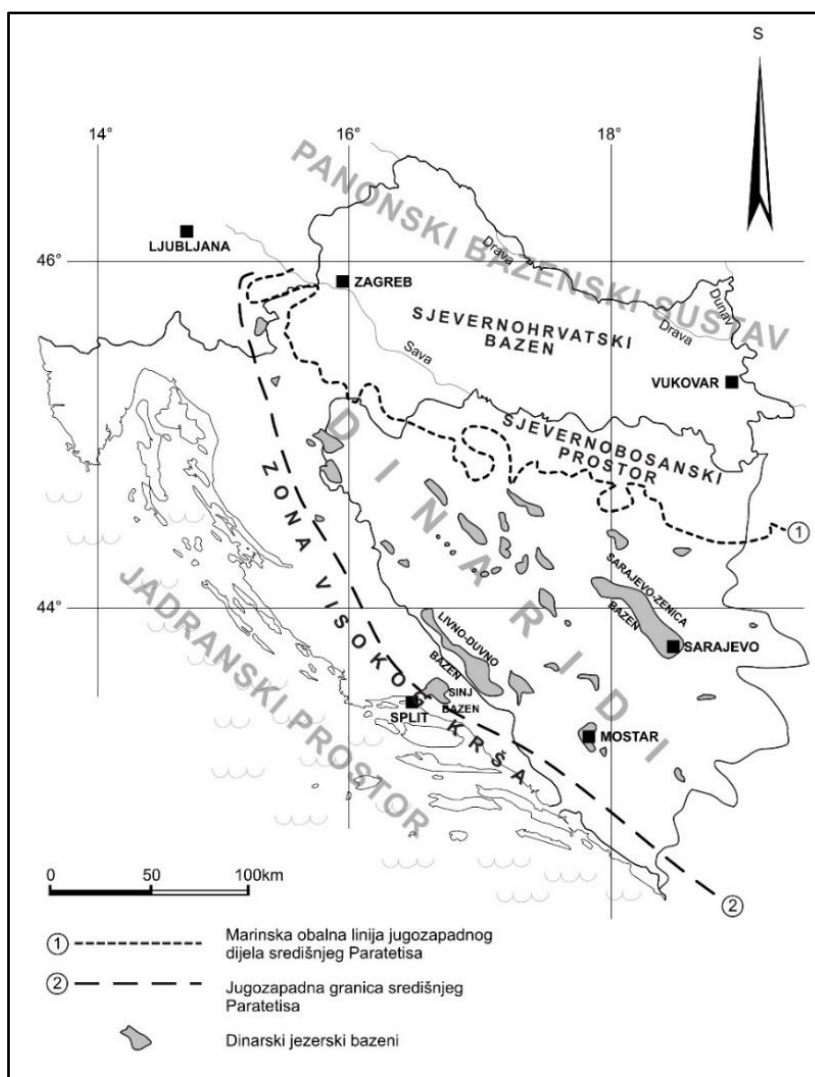 S
14°
16°
18°
PANONSKI BAZENSKI SUSTAV
46°
LJUBLJANA
ZAGREB
Drava
Dunav
SJEVERNOHRVATSKI
BAZEN
Drava
Sava
VUKOVAR
SJEVERNOBOSANSKI
PROSTOR
DINARIDI
ZONA VISOKOG KRŠA
1
JADRANSKI PROSTOR
44°
SARAJEVO-ZENICA
BAZEN
SARAJEVO
LIVNO-DUVNO
BAZEN
SINJ
BAZEN
SPLIT
MOSTAR
2
0 50 100km
1 Marinska obalna linija jugozapadnog
dijela središnjeg Paratetisa
2 Jugozapadna granica središnjeg
Paratetisa
Dinarski jezerski bazeni